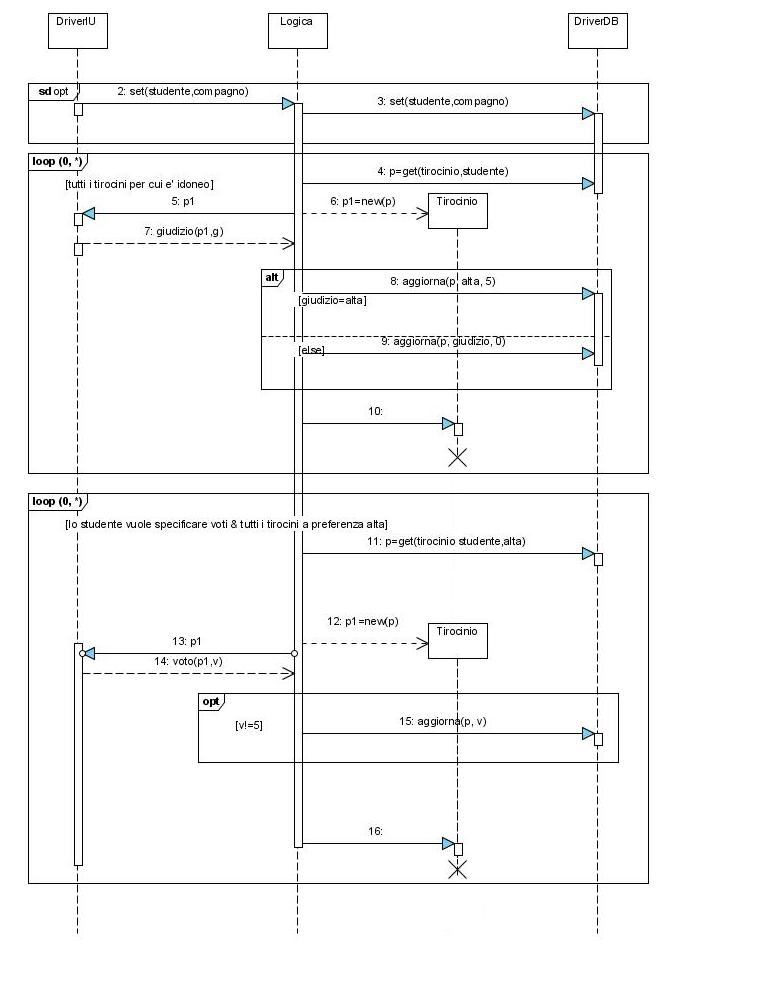 DriverIU
Logica
DriverDB
sd opt
2: set(studente,compagno)
3: set(studente,compagno)
loop (0, *)
4: p=get(tirocinio,studente)
[tutti i tirocini per cui e' idoneo]
5: p1
6: p1=new(p)
Tirocinio
7: giudizio(p1,g)
alt
8: aggiorna(p, alta, 5)
[giudizio=alta]
9: aggiorna(p, giudizio, 0)
[else]
10:
loop (0, *)
[lo studente vuole specificare voti & tutti i tirocini a preferenza alta]
11: p=get(tirocinio studente,alta)
12: p1=new(p)
Tirocinio
13: p1
14: voto(p1,v)
opt
[v!=5]
15: aggiorna(p, v)
16: